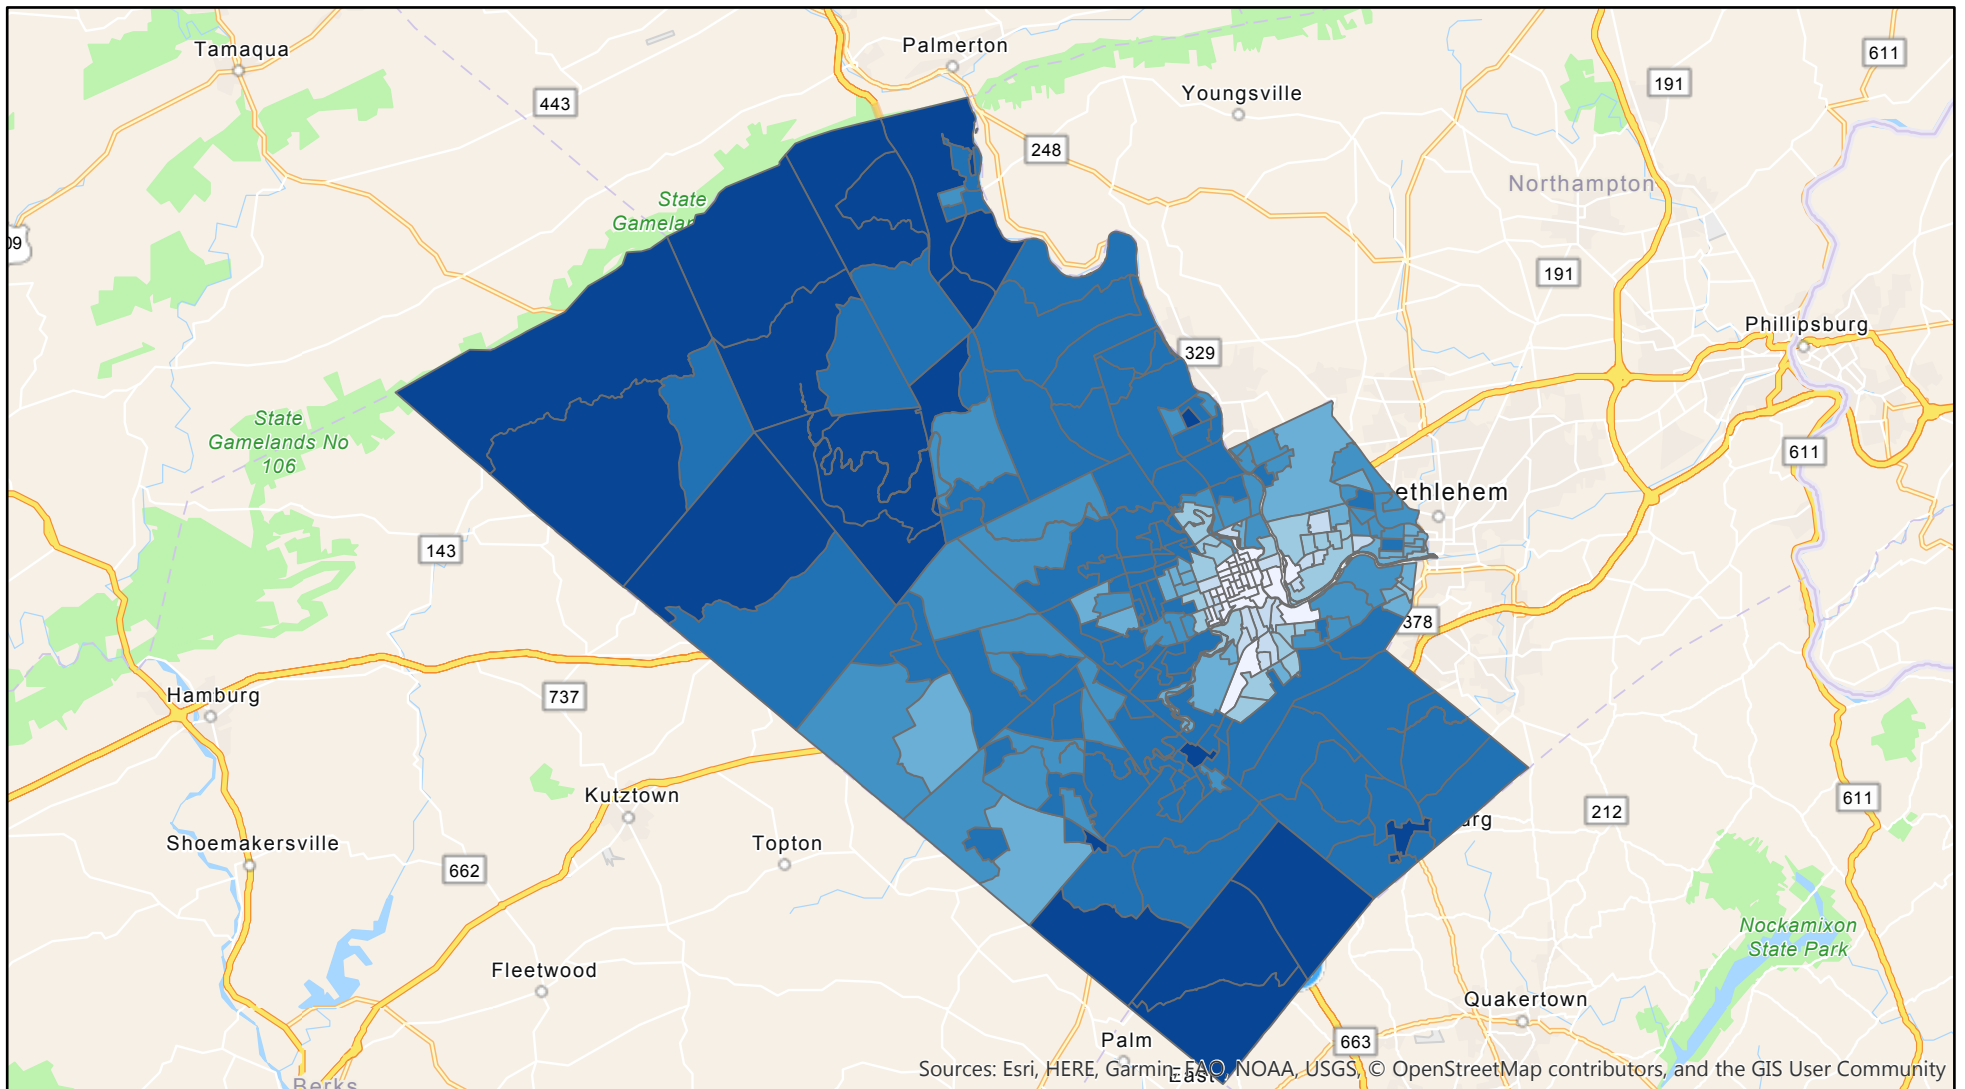 Tamaqua
Palmerton
611
191
443
Youngsville
248
Northampton
State
Gamelan
09
191
Phillipsburg
329
State
Gamelands No
106
611
ethlehem
143
378
Hamburg
737
Kutztown
611
212
urg
Shoemakersville
Topton
662
Nockamixon
State Park
Fleetwood
Quakertown
Palm
663
Sources: Esri, HERE, Garmin, FAO, NOAA, USGS, © OpenStreetMap contributors, and the GIS User Community
East
Berks